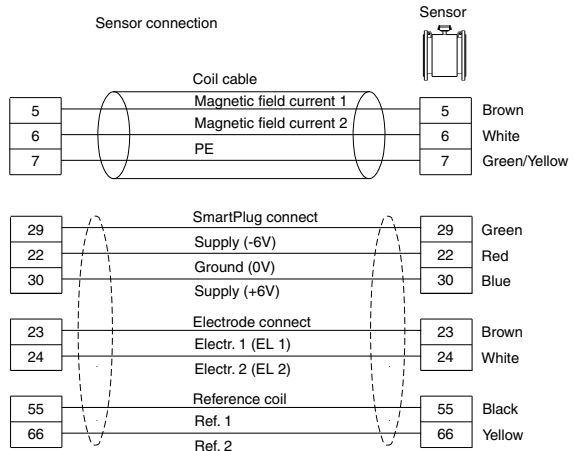 Sensor connection
Sensor
Coil cable
5 Magnetic field current 1 5 Brown
6 Magnetic field current 2 6 White
7 PE 7 Green/Yellow
SmartPlug connect
29 Supply (-6V) 29 Green
22 Ground (0V) 22 Red
30 Supply (+6V) 30 Blue
Electrode connect
23 Electr. 1 (EL 1) 23 Brown
24 Electr. 2 (EL 2) 24 White
Reference coil
55 Ref. 1 55 Black
66 Ref. 2 66 Yellow